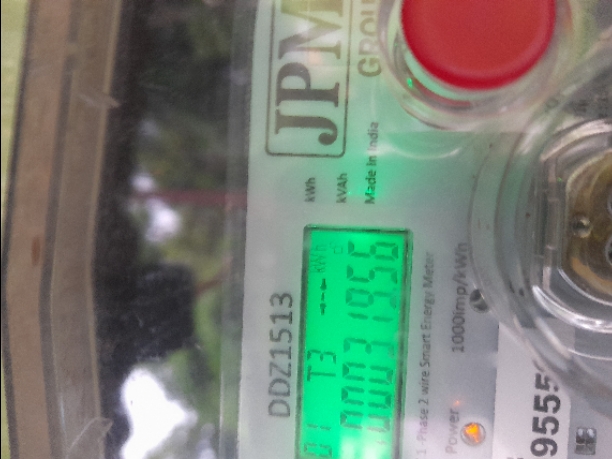 JPM
GROU
kWh
kVAh
Made in India
DDZ1513
01 T3 kWh
00031956
1-Phase 2 wire Smart Energy Meter
Power
1000imp/kWh
9555